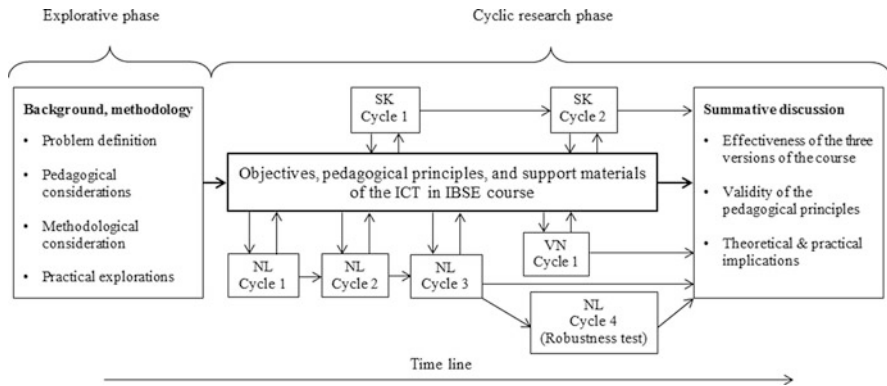 Explorative phase
Cyclic research phase
Background, methodology
• Problem definition
• Pedagogical
considerations
• Methodological
consideration
• Practical explorations
SK
Cycle 1
SK
Cycle 2
Objectives, pedagogical principles, and support materials
of the ICT in IBSE course
NL
Cycle 1
NL
Cycle 2
NL
Cycle 3
VN
Cycle 1
NL
Cycle 4
(Robustness test)
Summative discussion
• Effectiveness of the three
versions of the course
• Validity of the
pedagogical principles
• Theoretical & practical
implications
Time line